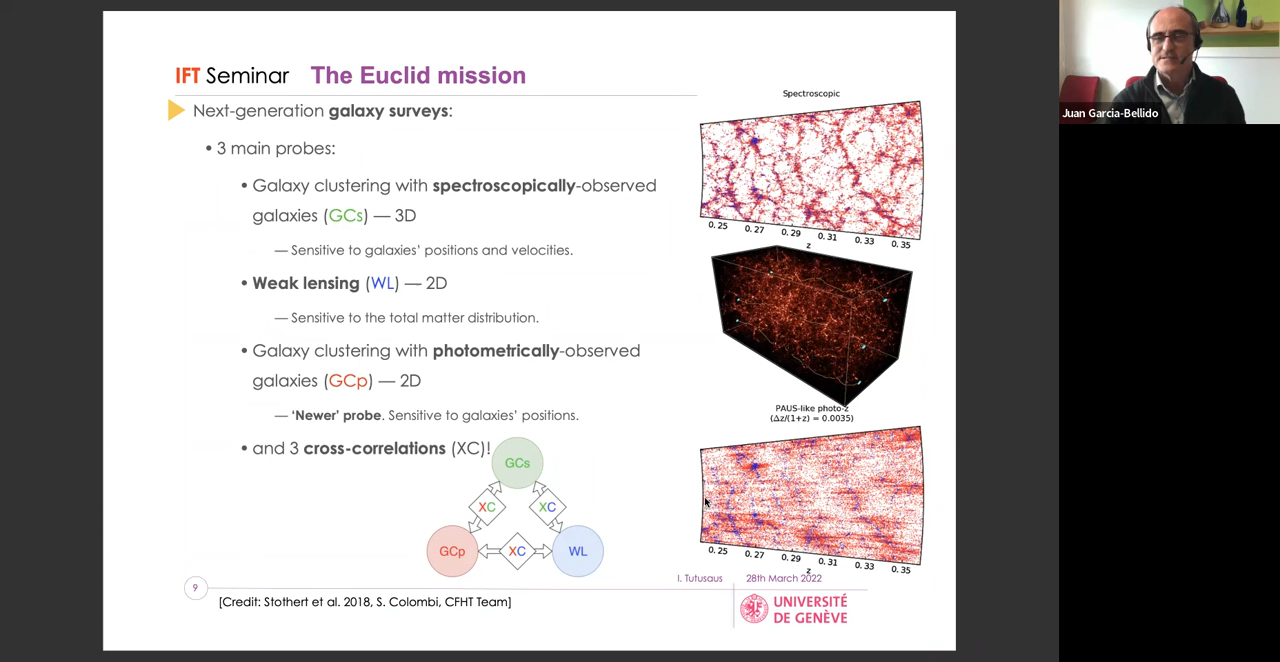 IFT Seminar The Euclid mission
Next-generation galaxy surveys:
• 3 main probes:
• Galaxy clustering with spectroscopically-observed
galaxies (GCs) — 3D
— Sensitive to galaxies’ positions and velocities.
• Weak lensing (WL) — 2D
— Sensitive to the total matter distribution.
• Galaxy clustering with photometrically-observed
galaxies (GCp) — 2D
— ‘Newer’ probe. Sensitive to galaxies’ positions.
• and 3 cross-correlations (XC)!
GCs
XC
XC
GCp
XC
WL
Spectroscopic
0.25 0.27 0.29 0.31 0.33 0.35
z
PAUS-like photo-z
(Δz/(1+z) = 0.0035)
0.25 0.27 0.29 0.31 0.33 0.35
z
I. Tutusaus 28th March 2022
9
[Credit: Stothert et al. 2018, S. Colombi, CFHT Team]
UNIVERSITÉ
DE GENÈVE
Juan Garcia-Bellido